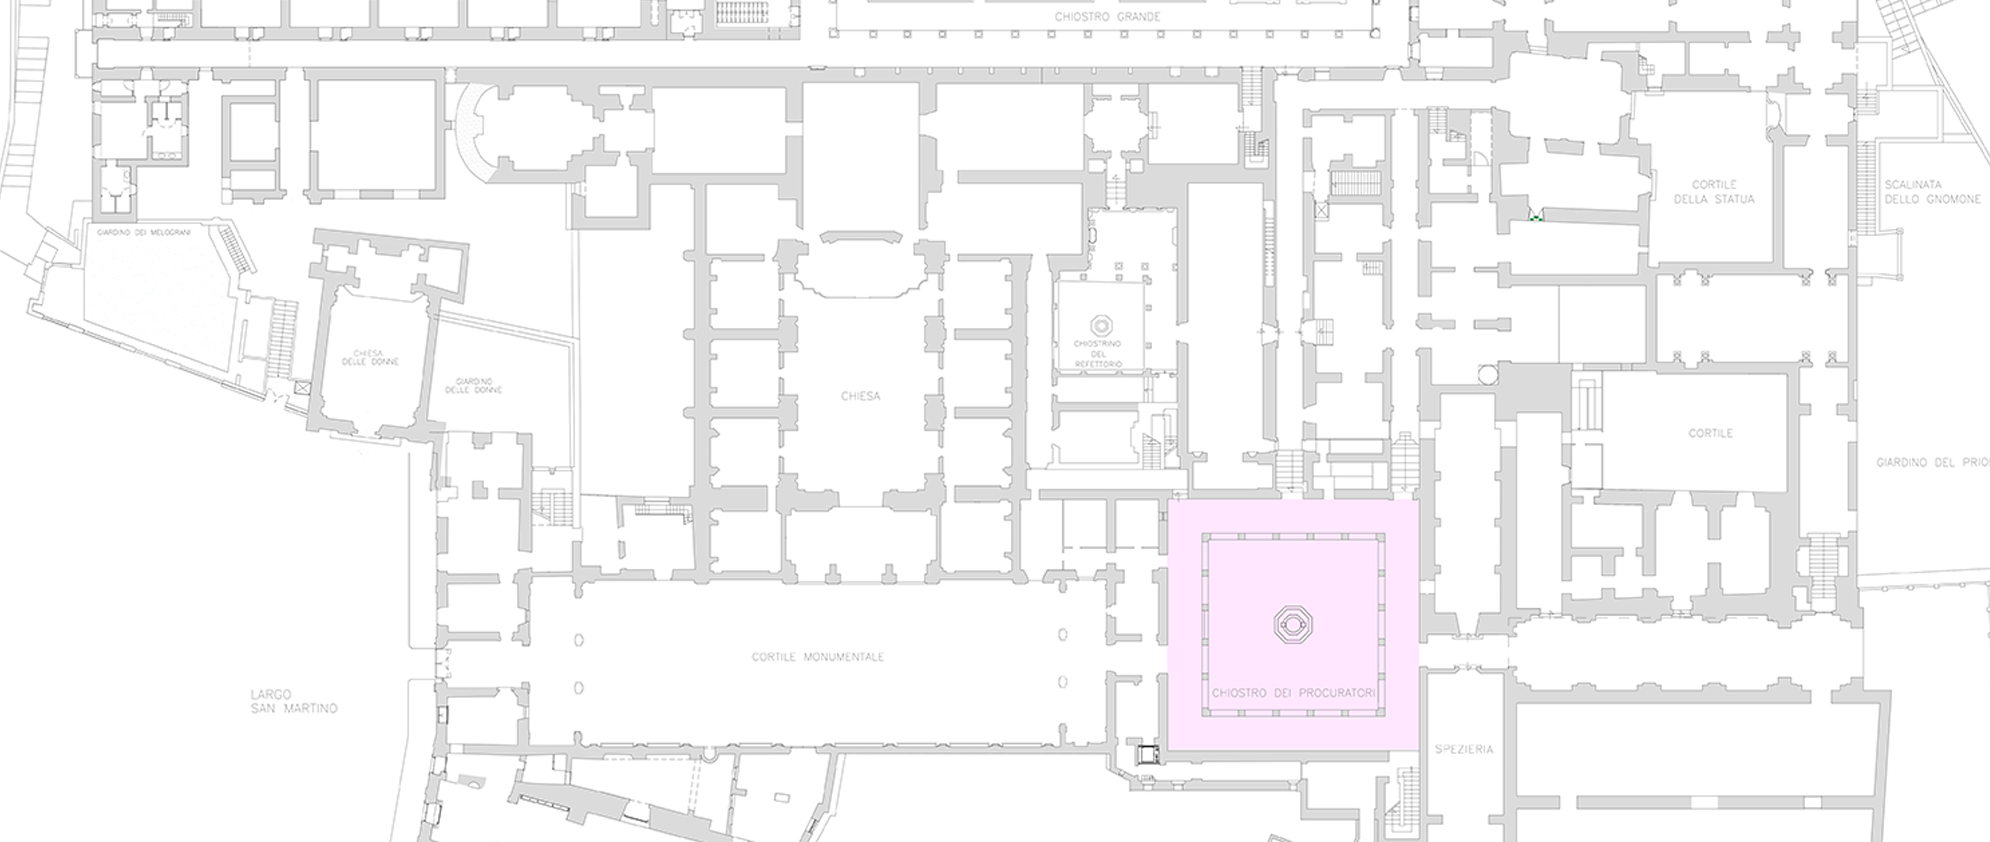 CHIOSTRO GRANDE
CORTILE
DELLA STATUA
SCALINATA
DELLO GNOMONE
GIARDINO DEI MELOGRANI
CHIOSTRINO
DEL
REFETTORIO
CHIESA
DELLE DONNE
GIARDINO
DELLE DONNE
CHIESA
CORTILE
GIARDINO DEL PRIO
CORTILE MONUMENTALE
LARGO
SAN MARTINO
CHIOSTRO DEI PROCURATORI
SPEZIERIA